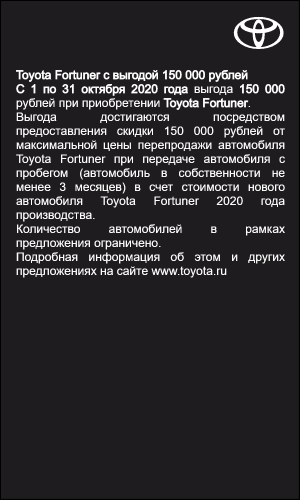 Toyota Fortuner с выгодой 150 000 рублей
С 1 по 31 октября 2020 года выгода 150 000
рублей при приобретении Toyota Fortuner.
Выгода достигаются посредством
предоставления скидки 150 000 рублей от
максимальной цены перепродажи автомобиля
Toyota Fortuner при передаче автомобиля с
пробегом (автомобиль в собственности не
менее 3 месяцев) в счет стоимости нового
автомобиля Toyota Fortuner 2020 года
производства.
Количество автомобилей в рамках
предложения ограничено.
Подробная информация об этом и других
предложениях на сайте www.toyota.ru